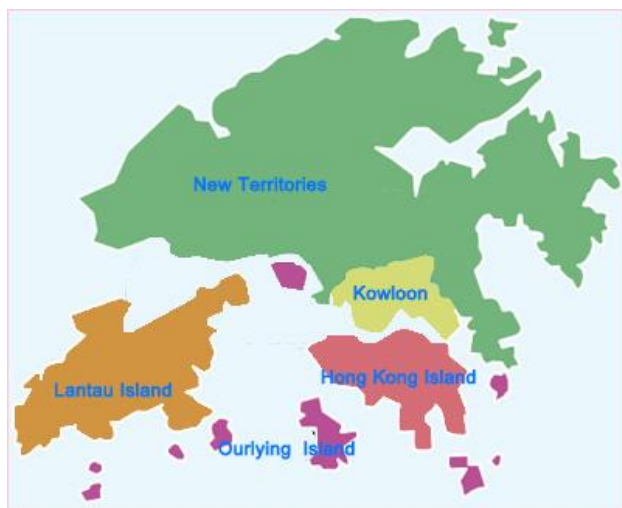 New Territories
Kowloon
Hong Kong Island
Lantau Island
Ourlying Island